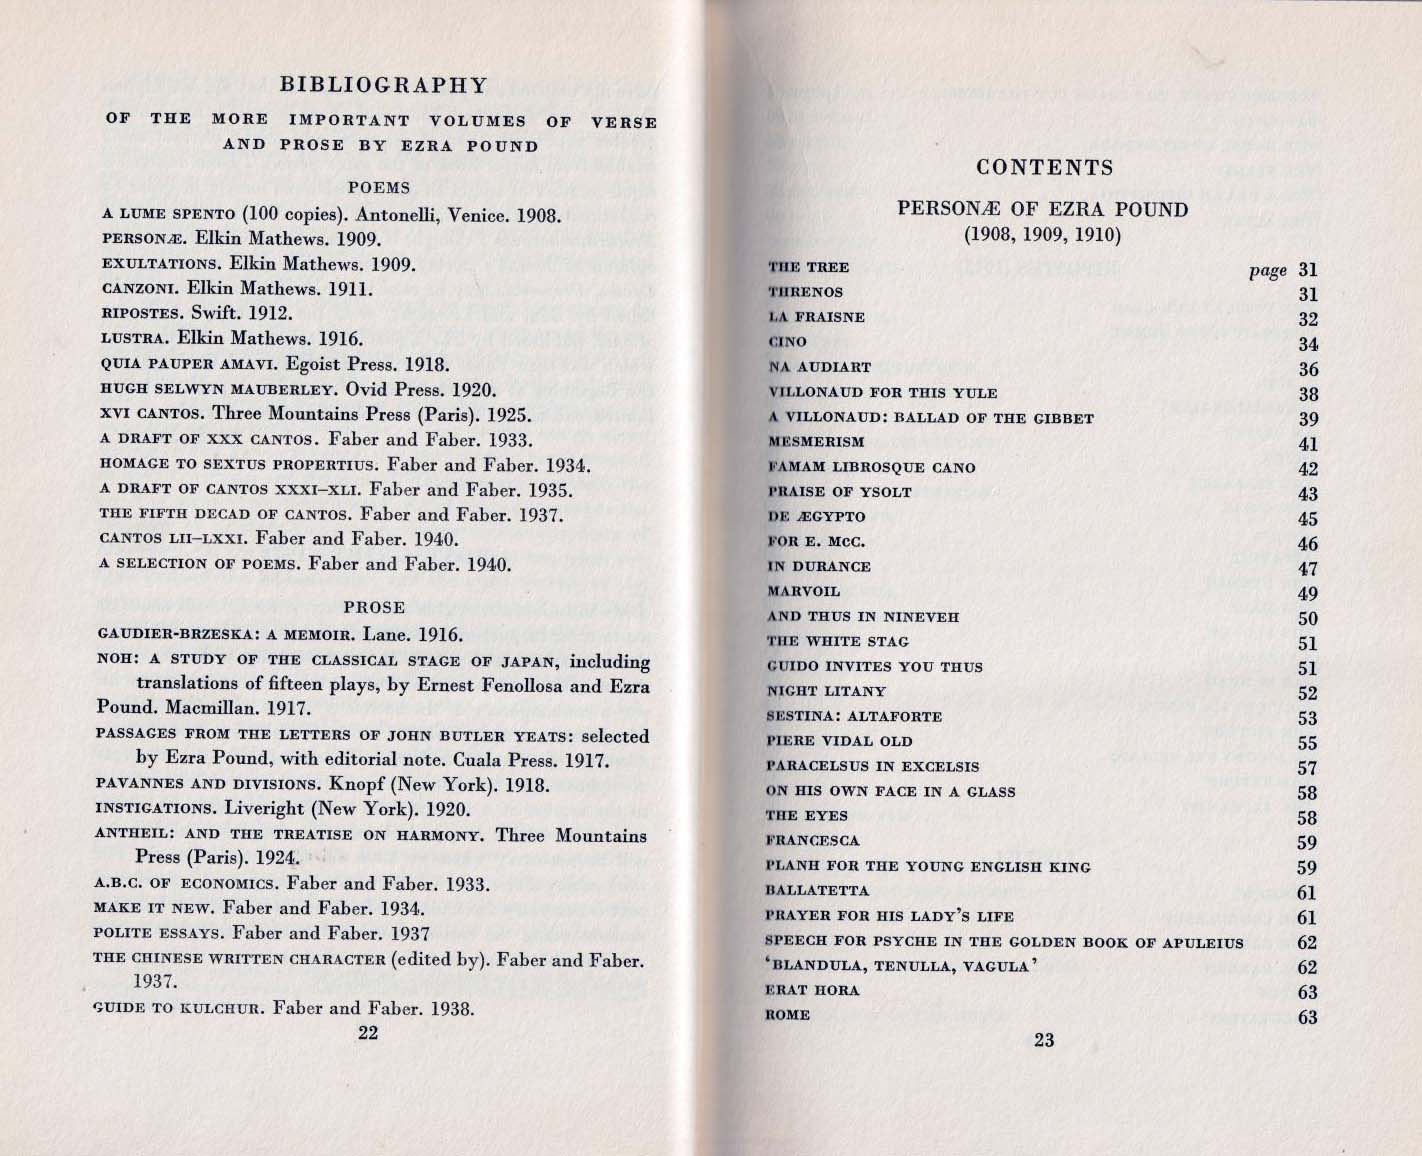 BIBLIOGRAPHY
OF THE MORE IMPORTANT VOLUMES OF VERSE
AND PROSE BY EZRA POUND
POEMS
A LUME SPENTO (100 copies). Antonelli, Venice. 1908.
PERSONÆ. Elkin Mathews. 1909.
EXULTATIONS. Elkin Mathews. 1909.
CANZONI. Elkin Mathews. 1911.
RIPOSTES. Swift. 1912.
LUSTRA. Elkin Mathews. 1916.
QUIA PAUPER AMAVI. Egoist Press. 1918.
HUGH SELWYN MAUBERLEY. Ovid Press. 1920.
XVI CANTOS. Three Mountains Press (Paris). 1925.
A DRAFT OF XXX CANTOS. Faber and Faber. 1933.
HOMAGE TO SEXTUS PROPERTIUS. Faber and Faber. 1934.
A DRAFT OF CANTOS XXXI–XLI. Faber and Faber. 1935.
THE FIFTH DECAD OF CANTOS. Faber and Faber. 1937.
CANTOS LII–LXXI. Faber and Faber. 1940.
A SELECTION OF POEMS. Faber and Faber. 1940.
PROSE
GAUDIER-BRZESKA: A MEMOIR. Lane. 1916.
NOH: A STUDY OF THE CLASSICAL STAGE OF JAPAN, including
translations of fifteen plays, by Ernest Fenollosa and Ezra
Pound. Macmillan. 1917.
PASSAGES FROM THE LETTERS OF JOHN BUTLER YEATS: selected
by Ezra Pound, with editorial note. Cuala Press. 1917.
PAVANNES AND DIVISIONS. Knopf (New York). 1918.
INSTIGATIONS. Liveright (New York). 1920.
ANTHEIL: AND THE TREATISE ON HARMONY. Three Mountains
Press (Paris). 1924.
A.B.C. OF ECONOMICS. Faber and Faber. 1933.
MAKE IT NEW. Faber and Faber. 1934.
POLITE ESSAYS. Faber and Faber. 1937
THE CHINESE WRITTEN CHARACTER (edited by). Faber and Faber.
1937.
GUIDE TO KULCHUR. Faber and Faber. 1938.
22
CONTENTS
PERSONÆ OF EZRA POUND
(1908, 1909, 1910)
THE TREE page 31
THRENOS 31
LA FRAISNE 32
CINO 34
NA AUDIART 36
VILLONAUD FOR THIS YULE 38
A VILLONAUD: BALLAD OF THE GIBBET 39
MESMERISM 41
FAMAM LIBROSQUE CANO 42
PRAISE OF YSOLT 43
DE ÆGYPTO 45
FOR E. McC. 46
IN DURANCE 47
MARVOIL 49
AND THUS IN NINEVEH 50
THE WHITE STAG 51
GUIDO INVITES YOU THUS 51
NIGHT LITANY 52
SESTINA: ALTAFORTE 53
PIERE VIDAL OLD 55
PARACELSUS IN EXCELSIS 57
ON HIS OWN FACE IN A GLASS 58
THE EYES 58
FRANCESCA 59
PLANH FOR THE YOUNG ENGLISH KING 59
BALLATETTA 61
PRAYER FOR HIS LADY'S LIFE 61
SPEECH FOR PSYCHE IN THE GOLDEN BOOK OF APULEIUS 62
'BLANDULA, TENULLA, VAGULA' 62
ERAT HORA 63
ROME 63
23